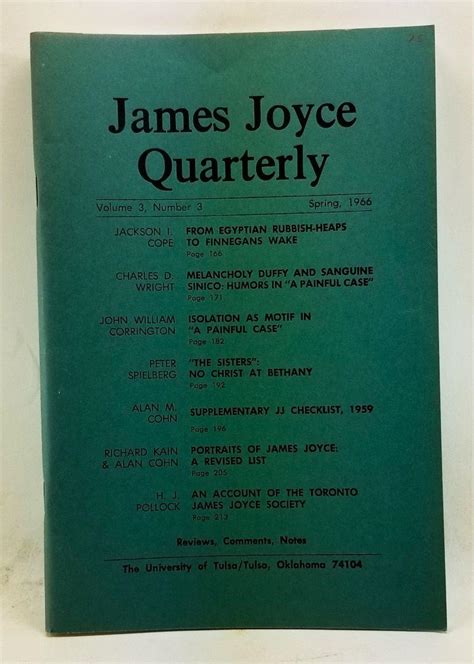 James Joyce
Quarterly
Volume 3, Number 3 Spring, 1966
JACKSON I. COPE FROM EGYPTIAN RUBBISH-HEAPS
TO FINNEGANS WAKE
Page 166
CHARLES D. WRIGHT MELANCHOLY DUFFY AND SANGUINE
SINICO: HUMORS IN "A PAINFUL CASE"
Page 171
JOHN WILLIAM CORRINGTON ISOLATION AS MOTIF IN
"A PAINFUL CASE"
Page 182
PETER SPIELBERG "THE SISTERS":
NO CHRIST AT BETHANY
Page 192
ALAN M. COHN SUPPLEMENTARY JJ CHECKLIST, 1959
Page 196
RICHARD KAIN & ALAN COHN PORTRAITS OF JAMES JOYCE:
A REVISED LIST
Page 205
H. J. POLLOCK AN ACCOUNT OF THE TORONTO
JAMES JOYCE SOCIETY
Page 213
Reviews, Comments, Notes
The University of Tulsa/Tulsa, Oklahoma 74104